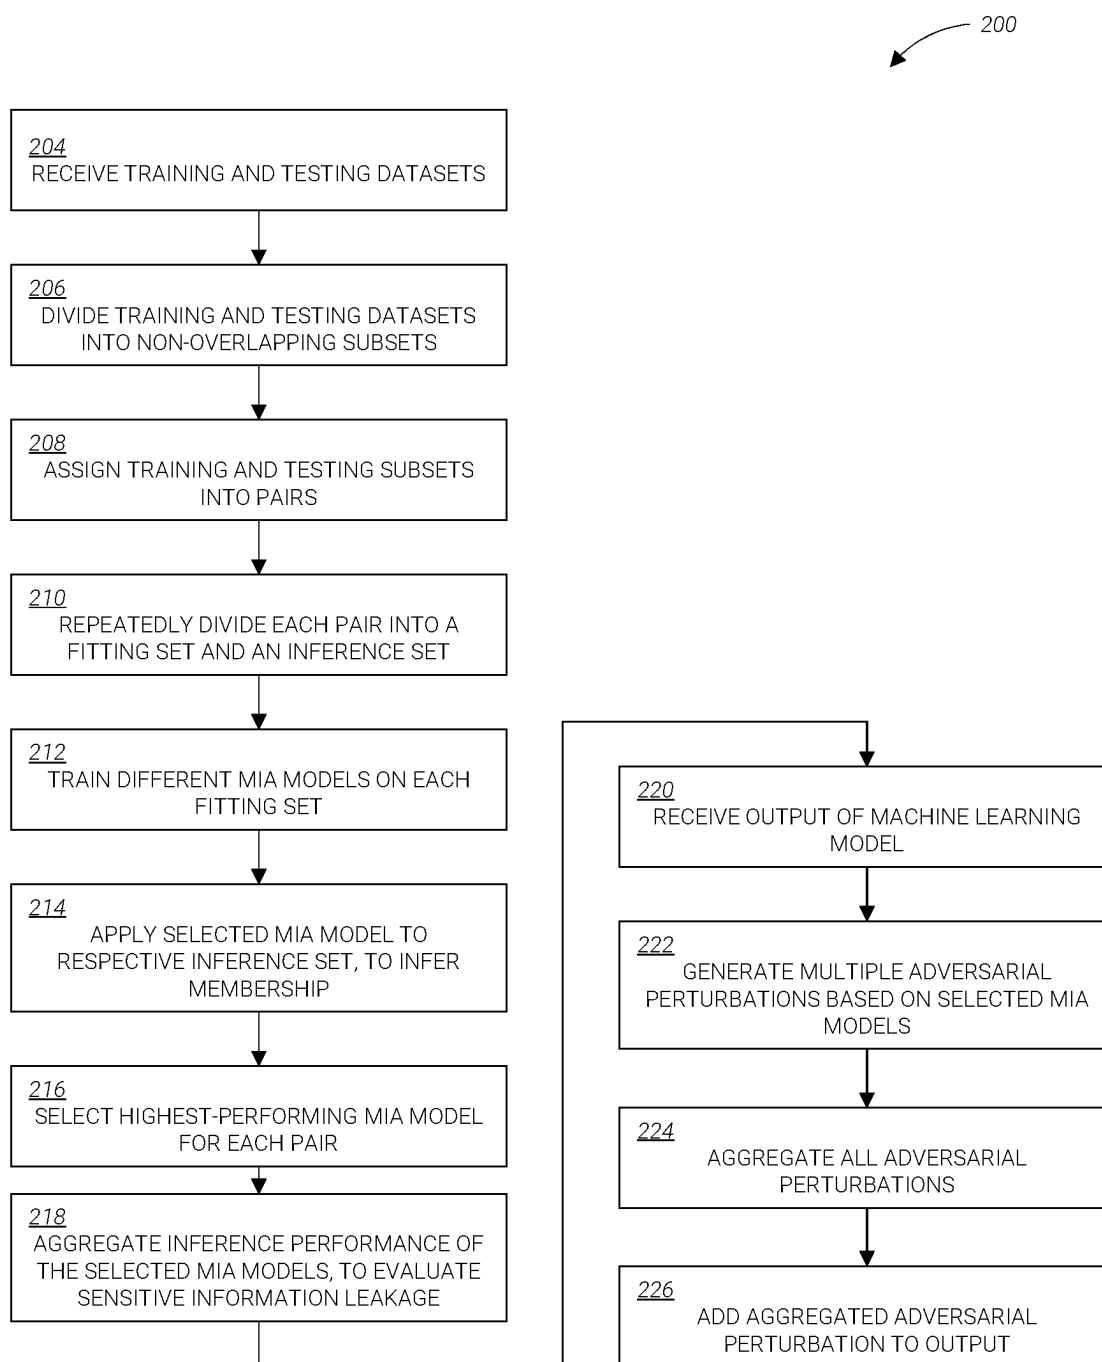 200
204
RECEIVE TRAINING AND TESTING DATASETS
206
DIVIDE TRAINING AND TESTING DATASETS
INTO NON-OVERLAPPING SUBSETS
208
ASSIGN TRAINING AND TESTING SUBSETS
INTO PAIRS
210
REPEATEDLY DIVIDE EACH PAIR INTO A
FITTING SET AND AN INFERENCE SET
212
TRAIN DIFFERENT MIA MODELS ON EACH
FITTING SET
214
APPLY SELECTED MIA MODEL TO
RESPECTIVE INFERENCE SET, TO INFER
MEMBERSHIP
216
SELECT HIGHEST-PERFORMING MIA MODEL
FOR EACH PAIR
218
AGGREGATE INFERENCE PERFORMANCE OF
THE SELECTED MIA MODELS, TO EVALUATE
SENSITIVE INFORMATION LEAKAGE
220
RECEIVE OUTPUT OF MACHINE LEARNING
MODEL
222
GENERATE MULTIPLE ADVERSARIAL
PERTURBATIONS BASED ON SELECTED MIA
MODELS
224
AGGREGATE ALL ADVERSARIAL
PERTURBATIONS
226
ADD AGGREGATED ADVERSARIAL
PERTURBATION TO OUTPUT